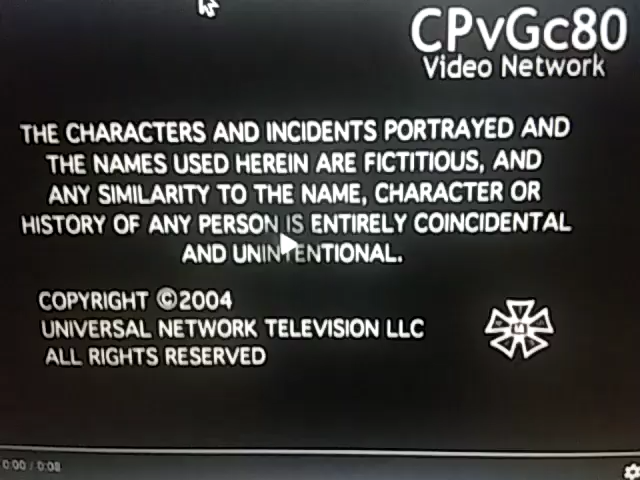 CPvGc80
Video Network
THE CHARACTERS AND INCIDENTS PORTRAYED AND
THE NAMES USED HEREIN ARE FICTITIOUS, AND
ANY SIMILARITY TO THE NAME, CHARACTER OR
HISTORY OF ANY PERSON IS ENTIRELY COINCIDENTAL
AND UNINTENTIONAL.
COPYRIGHT ©2004
UNIVERSAL NETWORK TELEVISION LLC
ALL RIGHTS RESERVED
0:00 / 0:08